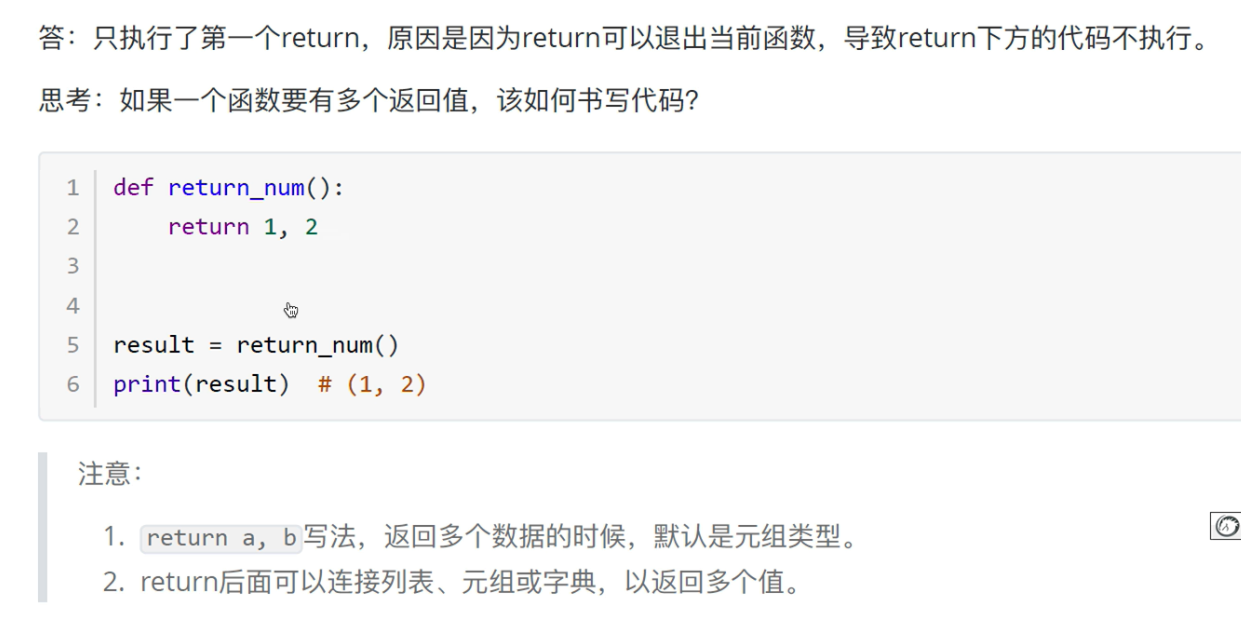 答：只执行了第一个return，原因是因为return可以退出当前函数，导致return下方的代码不执行。
思考：如果一个函数要有多个返回值，该如何书写代码?
1 def return_num():
2     return 1, 2
3
4
5 result = return_num()
6 print(result)  # (1, 2)
注意：
1. return a, b写法，返回多个数据的时候，默认是元组类型。
2. return后面可以连接列表、元组或字典，以返回多个值。